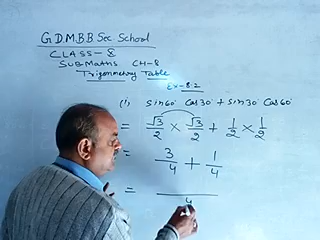 G.D.M.B.B Sec. School
CLASS - 8
SUB Maths CH-8
Trigonometry Table
Ex-8.2
(i) sin60° Cos30° + sin30° Cos60°
= √3/2 × √3/2 + 1/2 × 1/2
= 3/4 + 1/4
= /4